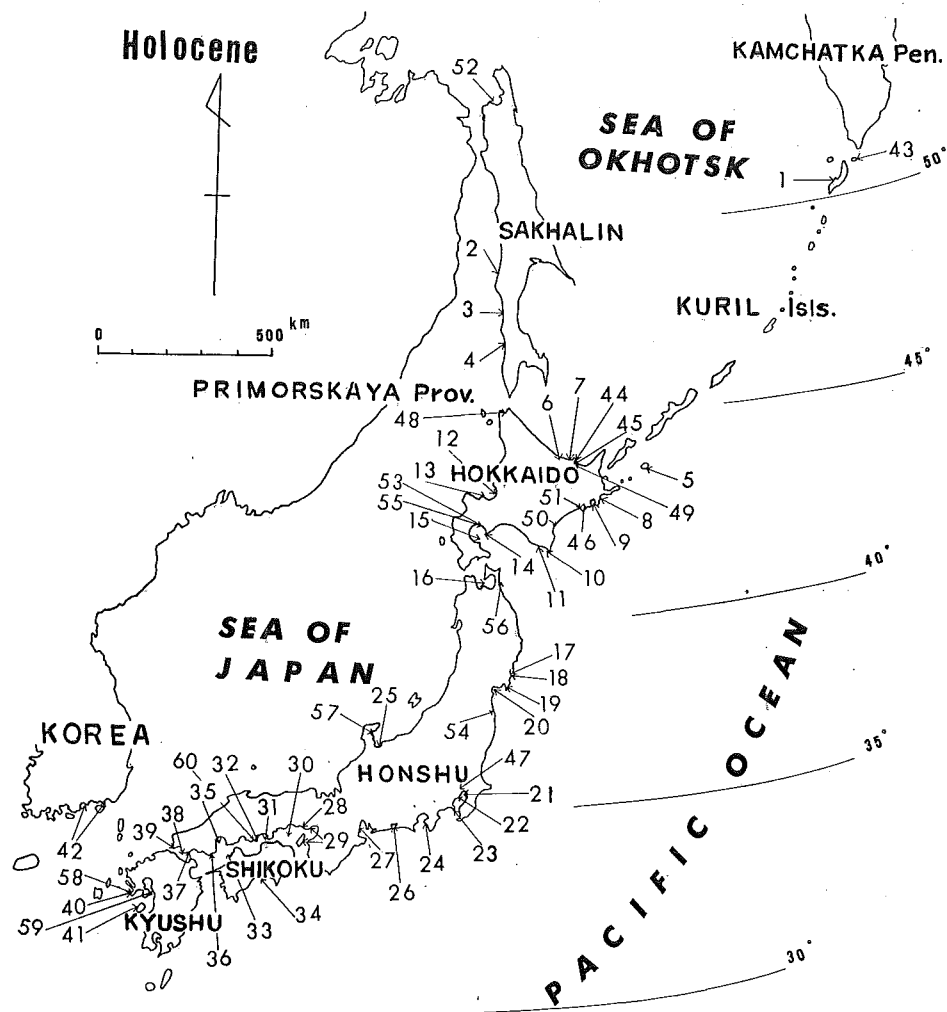 Holocene
KAMCHATKA Pen.
52
SEA OF
OKHOTSK
43
50°
1
SAKHALIN
2
3
KURIL Isls.
0 500 km
4
45°
PRIMORSKAYA Prov.
6 7 44
48
45
12
HOKKAIDO
13
5
53
51
55
50
49
15
46 9 8
14
10
40°
16
11
56
SEA OF
JAPAN
17
18
25
19
57
20
54
KOREA
35°
HONSHU
47
60 32 30
21
35 31 28
38
22
39
29
42
27 24 23
58
SHIKOKU
26
37
40
59
KYUSHU
33 34
41
36
30°
PACIFIC OCEAN